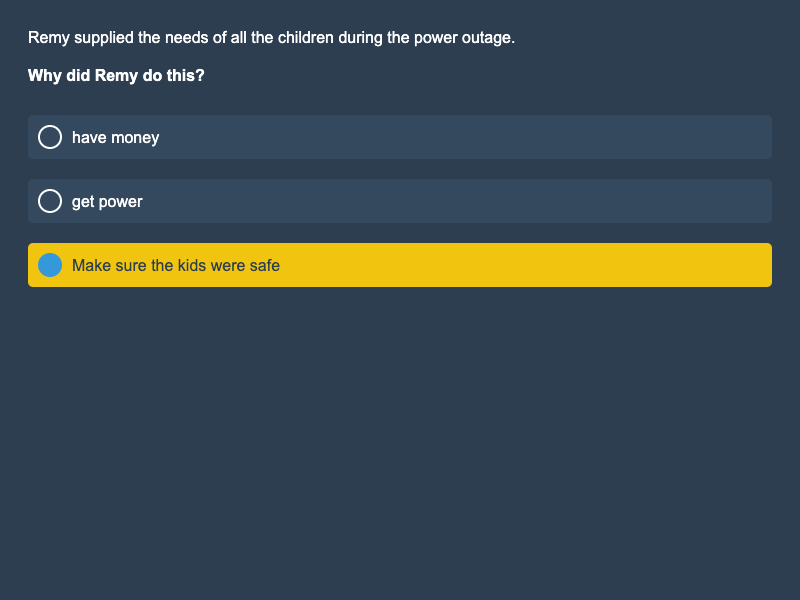 Remy supplied the needs of all the children during the power outage.
Why did Remy do this?
have money
get power
Make sure the kids were safe